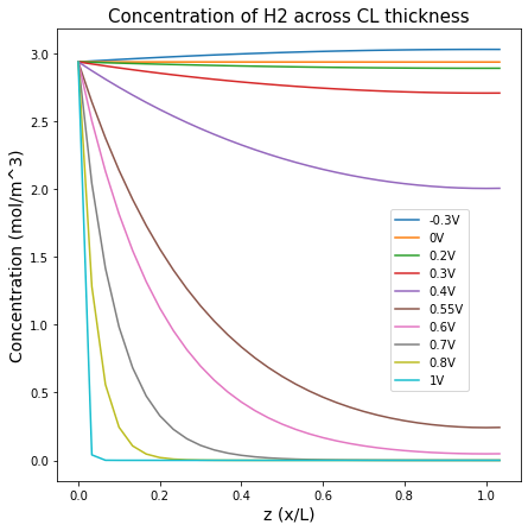 Concentration of H2 across CL thickness
Concentration (mol/m^3)
3.0
2.5
2.0
1.5
1.0
0.5
0.0
-0.3V
0V
0.2V
0.3V
0.4V
0.55V
0.6V
0.7V
0.8V
1V
0.0 0.2 0.4 0.6 0.8 1.0
z (x/L)